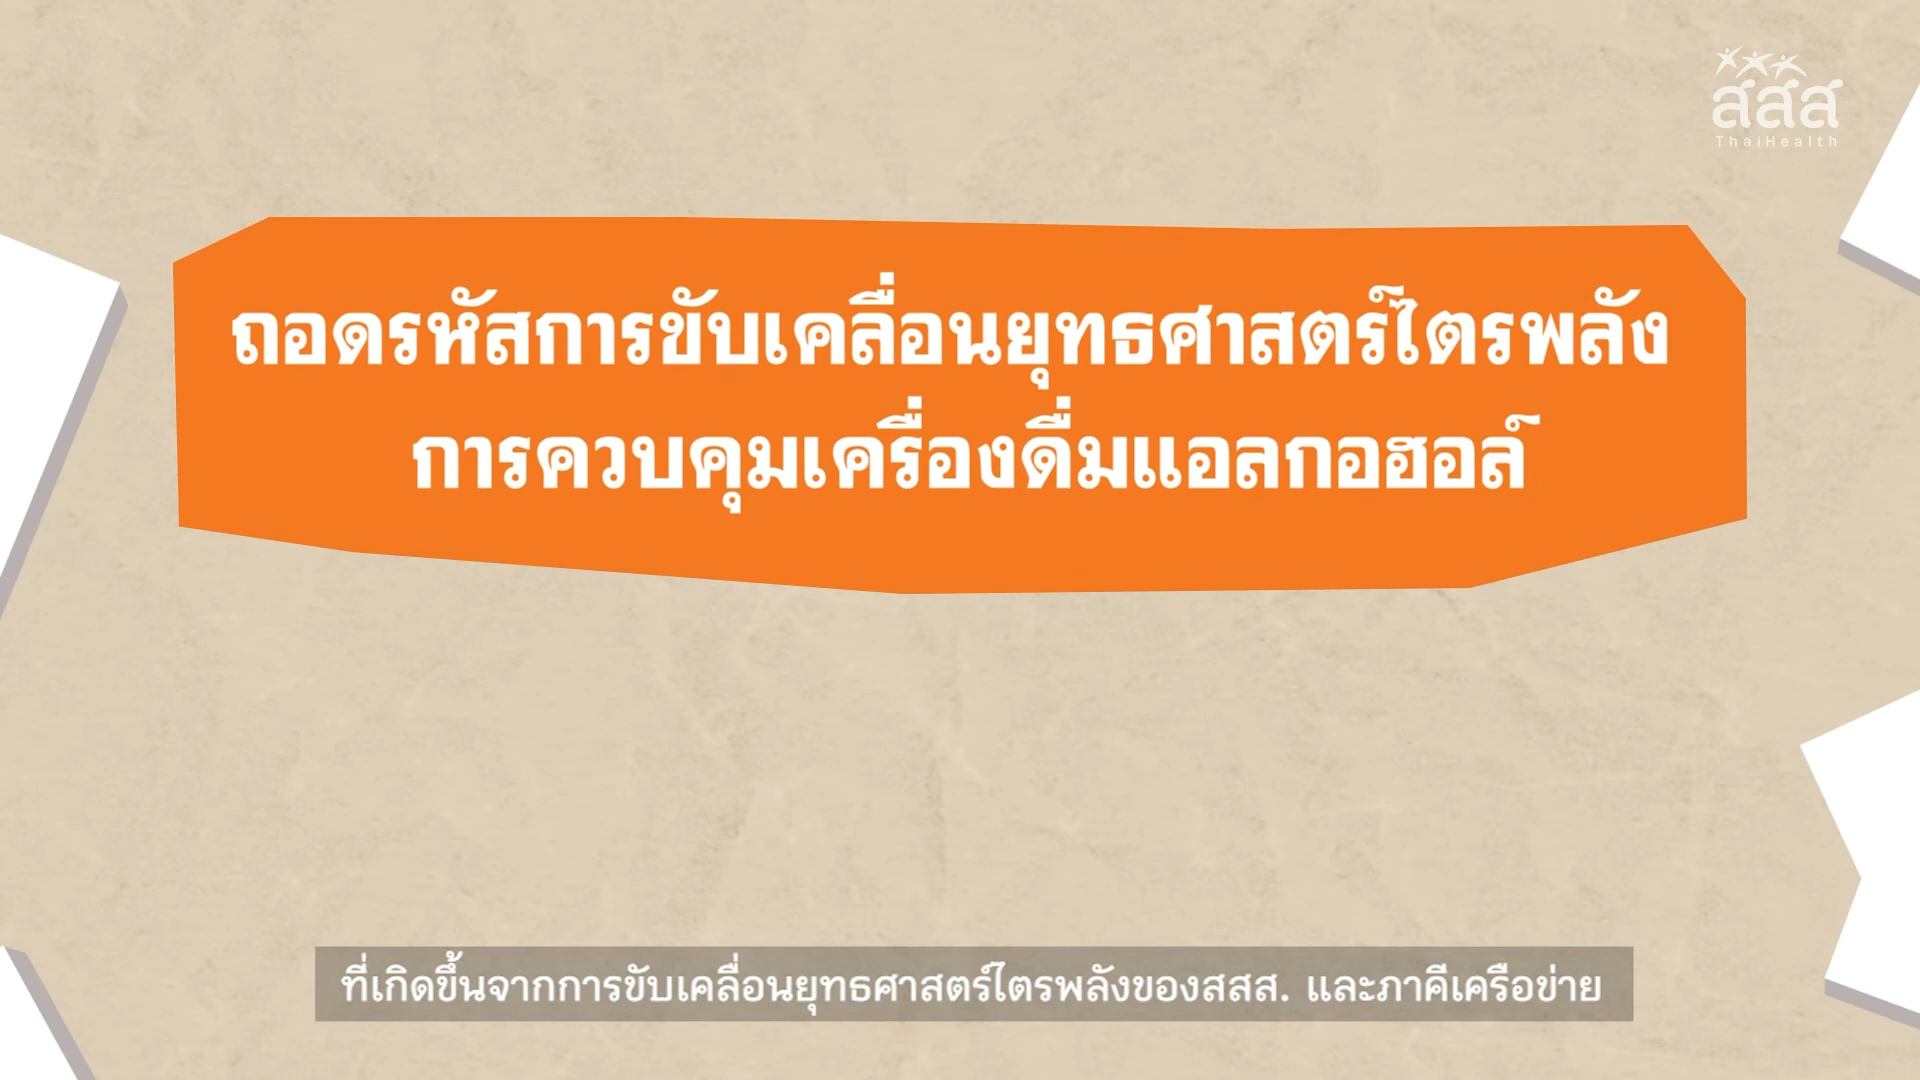 สสส
ThaiHealth
ถอดรหัสการขับเคลื่อนยุทธศาสตร์ไตรพลัง
การควบคุมเครื่องดื่มแอลกอฮอล์
ที่เกิดขึ้นจากการขับเคลื่อนยุทธศาสตร์ไตรพลังของสสส. และภาคีเครือข่าย